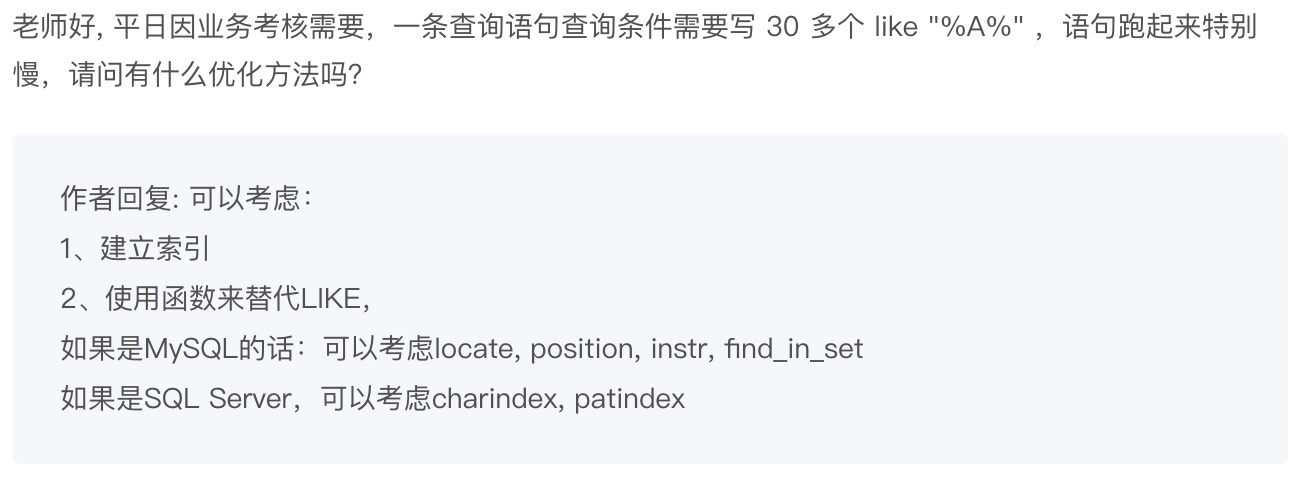 老师好, 平日因业务考核需要，一条查询语句查询条件需要写 30 多个 like "%A%" ，语句跑起来特别
慢，请问有什么优化方法吗?
作者回复: 可以考虑：
1、建立索引
2、使用函数来替代LIKE，
如果是MySQL的话：可以考虑locate, position, instr, find_in_set
如果是SQL Server，可以考虑charindex, patindex